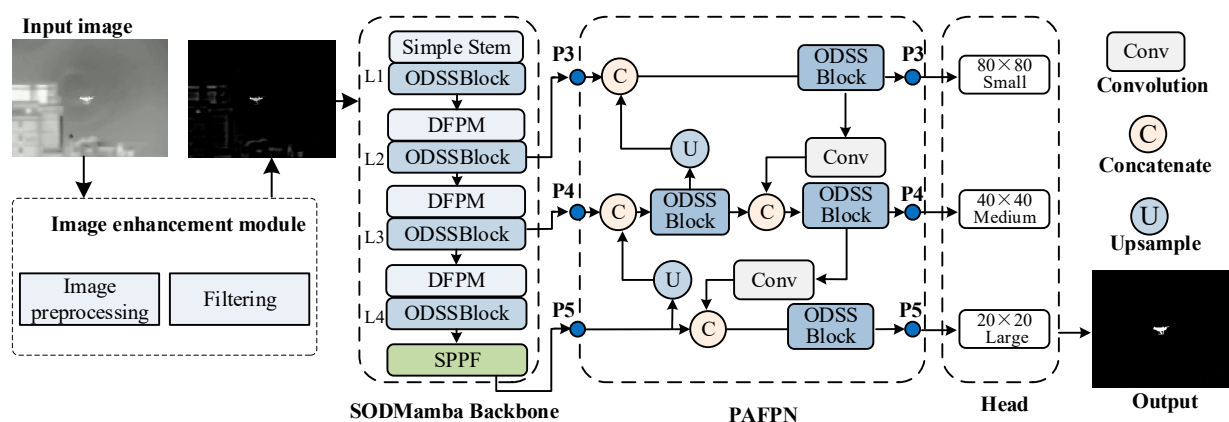 Input image
Image enhancement module
Image
preprocessing
Filtering
Simple Stem
L1
ODSSBlock
DFPM
L2
ODSSBlock
DFPM
L3
ODSSBlock
DFPM
L4
ODSSBlock
SPPF
SODMamba Backbone
P3
C
ODSS
Block
P3
U
Conv
P4
C
ODSS
Block
C
ODSS
Block
P4
U
Conv
P5
C
ODSS
Block
P5
PAFPN
80×80
Small
40×40
Medium
20×20
Large
Head
Conv
Convolution
C
Concatenate
U
Upsample
Output